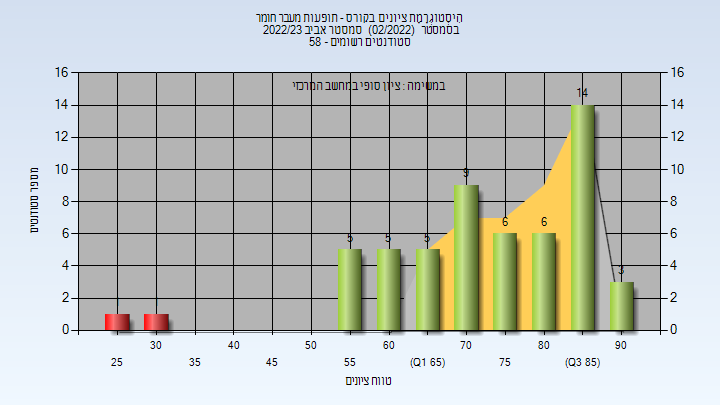 היסטוגרמת ציונים בקורס - תופעות מעבר חומר
בסמסטר (02/2022) סמסטר אביב 2022/23
סטודנטים רשומים - 58
במשימה : ציון סופי במחשב המרכזי
מספר סטודנטים
16 16
14 14
12 12
10 10
8 8
6 6
4 4
2 2
0 0
5 5 5 9 6 6 14 3
30 40 50 60 70 80 90
25 35 45 55 (Q1 65) 75 (Q3 85)
טווח ציונים